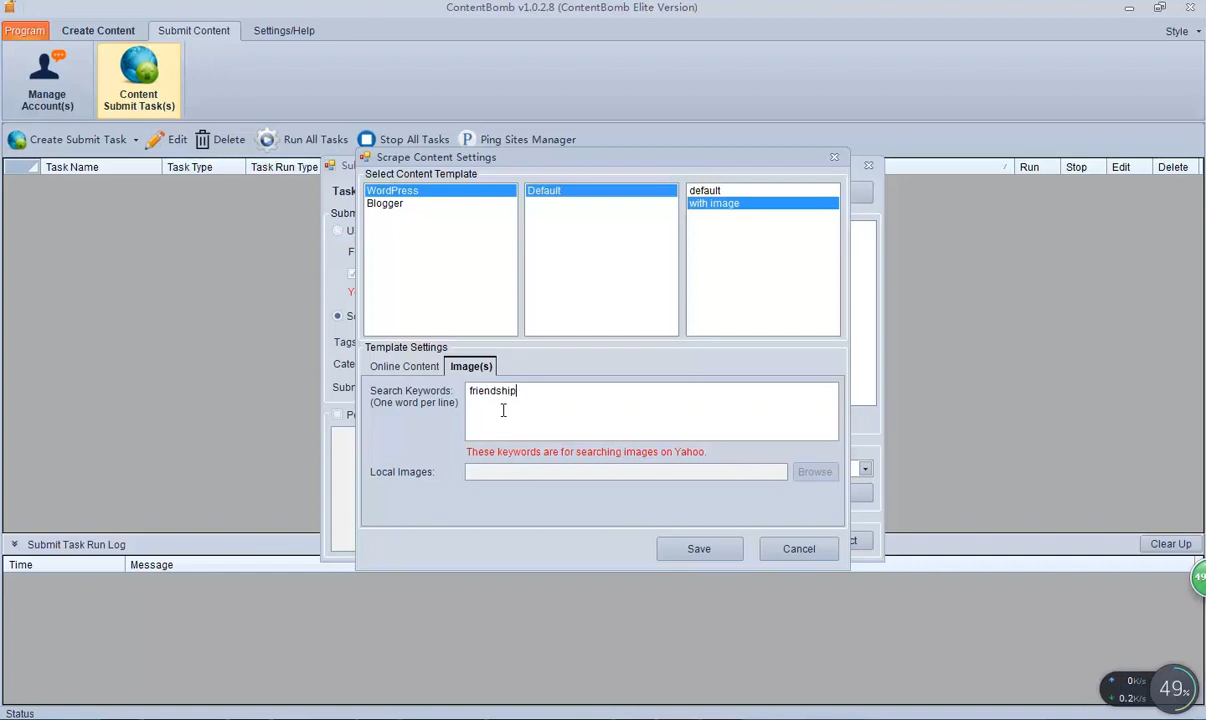 ContentBomb v1.0.2.8 (ContentBomb Elite Version)
Program Create Content Submit Content Settings/Help Style
Manage Account(s)
Content Submit Task(s)
Create Submit Task Edit Delete Run All Tasks Stop All Tasks P Ping Sites Manager
Task Name Task Type Task Run Type Run Stop Edit Delete
Scrape Content Settings
Select Content Template
WordPress Default default
Blogger with image
Template Settings
Online Content Image(s)
Search Keywords: friendship
(One word per line)
These keywords are for searching images on Yahoo.
Local Images: Browse
Save Cancel
Submit Task Run Log Clear Up
Time Message
49
0K/s
0.2K/s
49%
Status